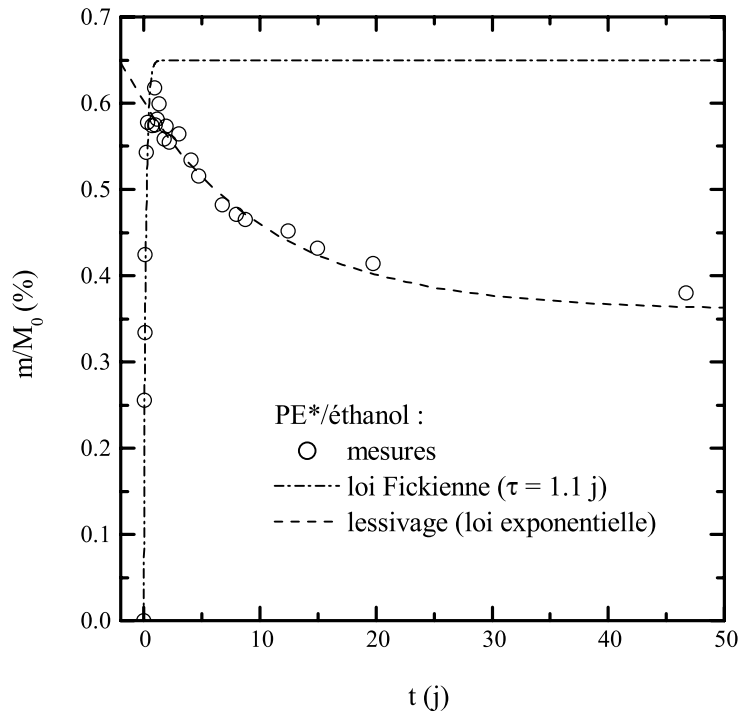 0.7
0.6
0.5
0.4
0.3
0.2
0.1
0.0
m/M0 (%)
PE*/éthanol :
mesures
loi Fickienne (τ = 1.1 j)
lessivage (loi exponentielle)
0 10 20 30 40 50
t (j)